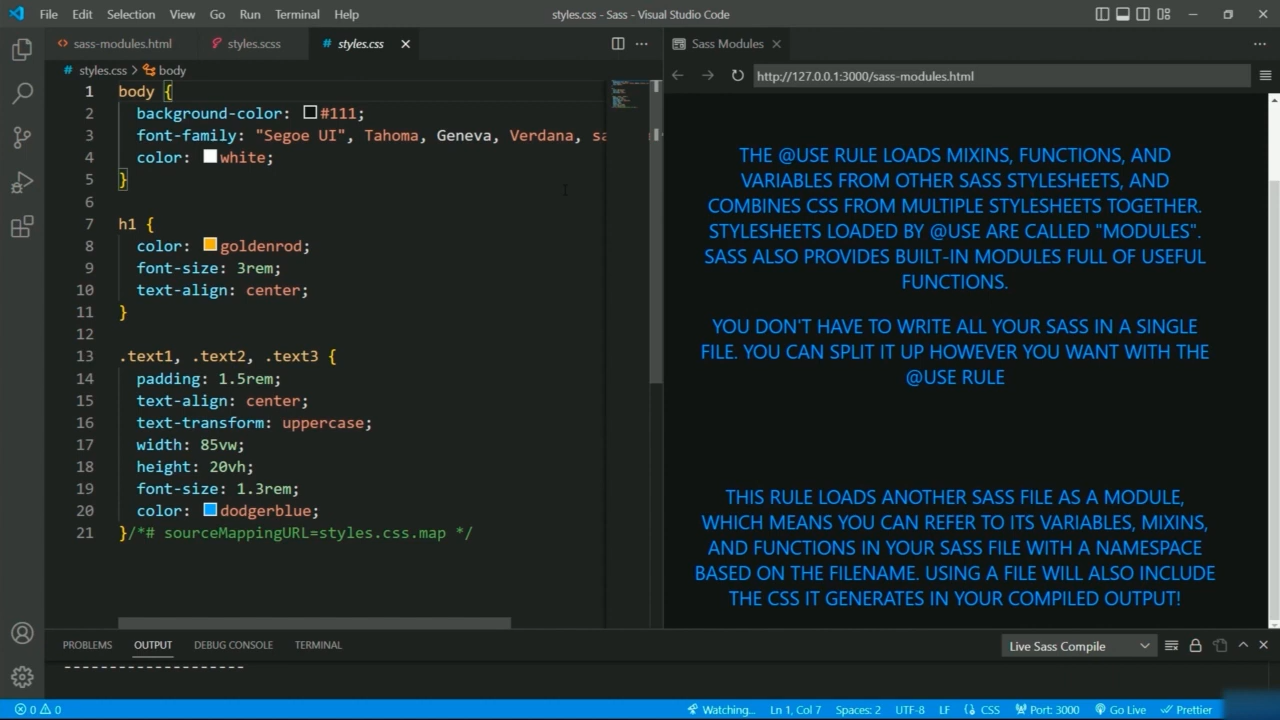 File Edit Selection View Go Run Terminal Help
styles.css - Sass - Visual Studio Code
sass-modules.html styles.scss # styles.css
# styles.css > body
1 body {
2 background-color: #111;
3 font-family: "Segoe UI", Tahoma, Geneva, Verdana, sa
4 color: white;
5 }
6
7 h1 {
8 color: goldenrod;
9 font-size: 3rem;
10 text-align: center;
11 }
12
13 .text1, .text2, .text3 {
14 padding: 1.5rem;
15 text-align: center;
16 text-transform: uppercase;
17 width: 85vw;
18 height: 20vh;
19 font-size: 1.3rem;
20 color: dodgerblue;
21 }/*# sourceMappingURL=styles.css.map */
Sass Modules
http://127.0.0.1:3000/sass-modules.html
THE @USE RULE LOADS MIXINS, FUNCTIONS, AND
VARIABLES FROM OTHER SASS STYLESHEETS, AND
COMBINES CSS FROM MULTIPLE STYLESHEETS TOGETHER.
STYLESHEETS LOADED BY @USE ARE CALLED "MODULES".
SASS ALSO PROVIDES BUILT-IN MODULES FULL OF USEFUL
FUNCTIONS.
YOU DON'T HAVE TO WRITE ALL YOUR SASS IN A SINGLE
FILE. YOU CAN SPLIT IT UP HOWEVER YOU WANT WITH THE
@USE RULE
THIS RULE LOADS ANOTHER SASS FILE AS A MODULE,
WHICH MEANS YOU CAN REFER TO ITS VARIABLES, MIXINS,
AND FUNCTIONS IN YOUR SASS FILE WITH A NAMESPACE
BASED ON THE FILENAME. USING A FILE WILL ALSO INCLUDE
THE CSS IT GENERATES IN YOUR COMPILED OUTPUT!
PROBLEMS OUTPUT DEBUG CONSOLE TERMINAL
Live Sass Compile
--------------------
0 0
Watching... Ln 1, Col 7 Spaces: 2 UTF-8 LF CSS Port: 3000 Go Live Prettier